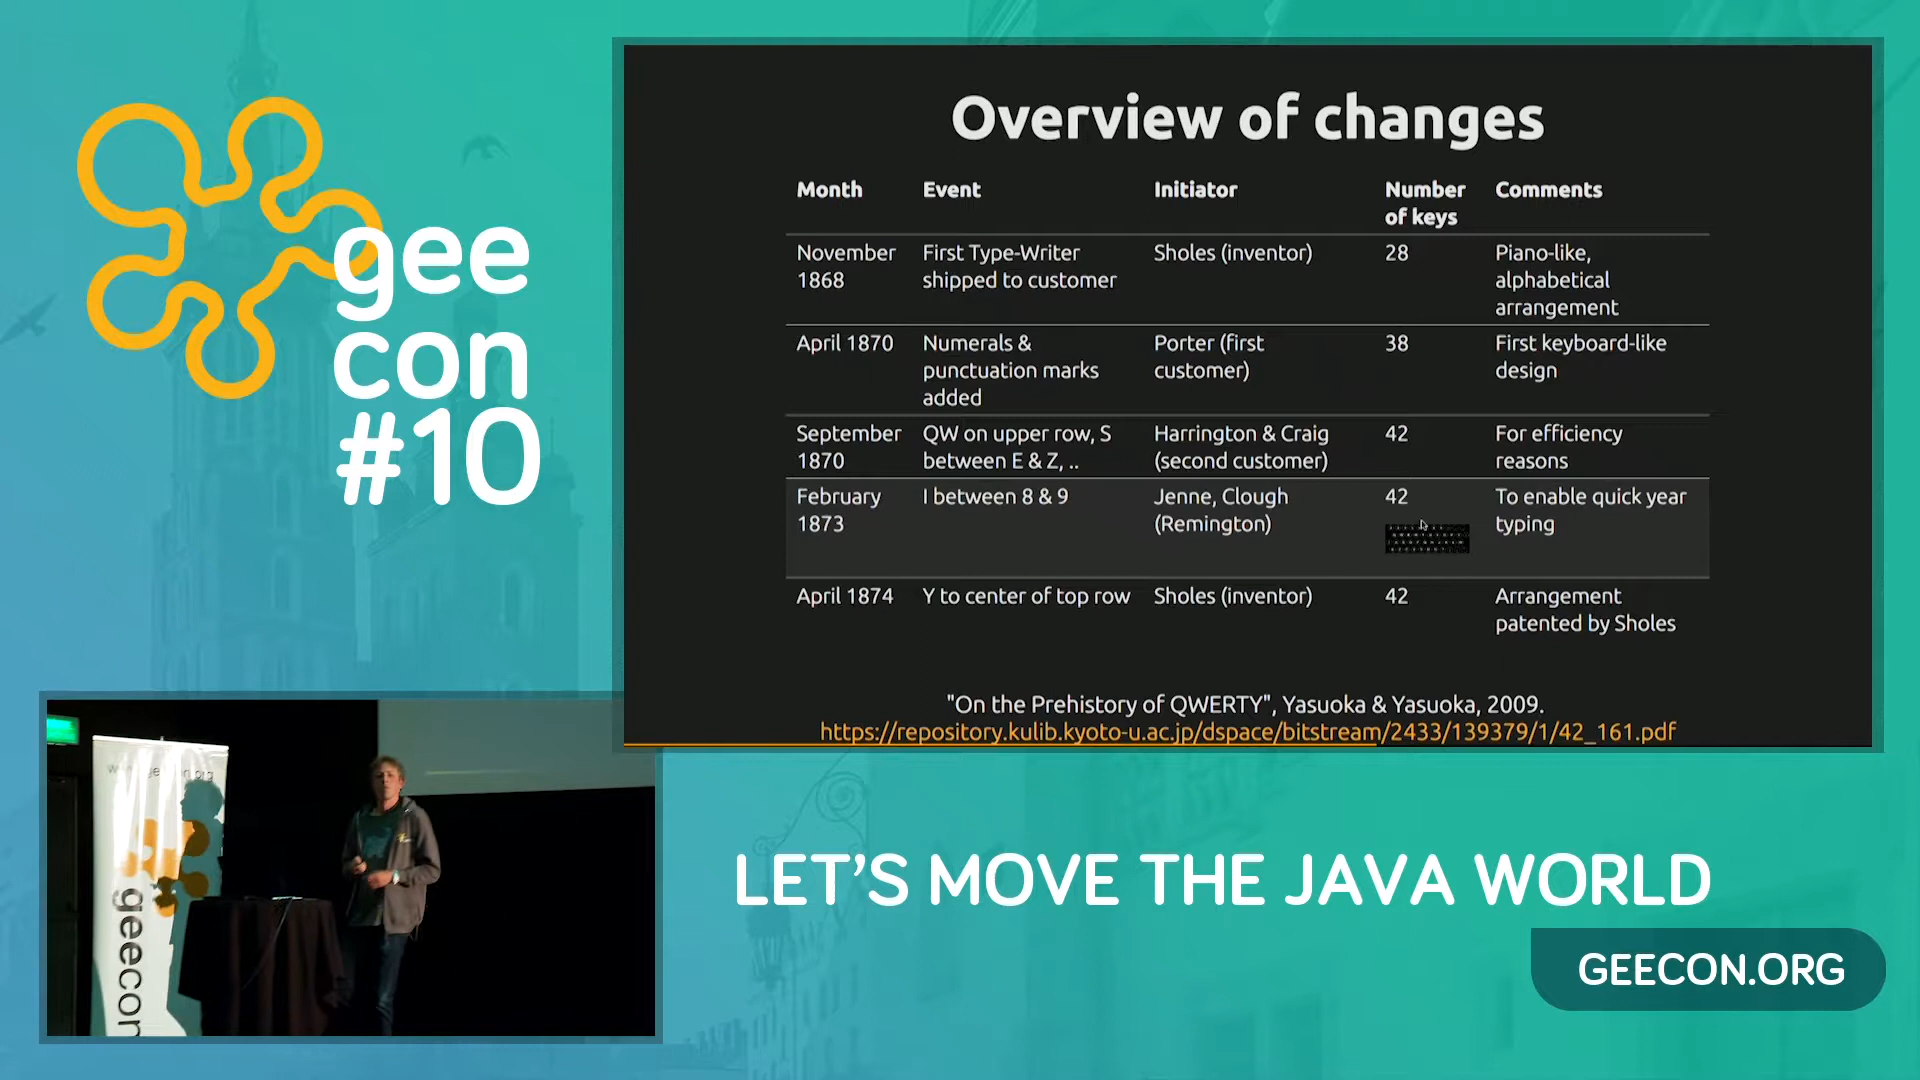 gee
con
#10
Overview of changes
Month Event Initiator Number of keys Comments
November 1868 First Type-Writer shipped to customer Sholes (inventor) 28 Piano-like, alphabetical arrangement
April 1870 Numerals & punctuation marks added Porter (first customer) 38 First keyboard-like design
September 1870 QW on upper row, S between E & Z, .. Harrington & Craig (second customer) 42 For efficiency reasons
February 1873 I between 8 & 9 Jenne, Clough (Remington) 42 To enable quick year typing
April 1874 Y to center of top row Sholes (inventor) 42 Arrangement patented by Sholes
"On the Prehistory of QWERTY", Yasuoka & Yasuoka, 2009.
https://repository.kulib.kyoto-u.ac.jp/dspace/bitstream/2433/139379/1/42_161.pdf
geecon
LET'S MOVE THE JAVA WORLD
GEECON.ORG